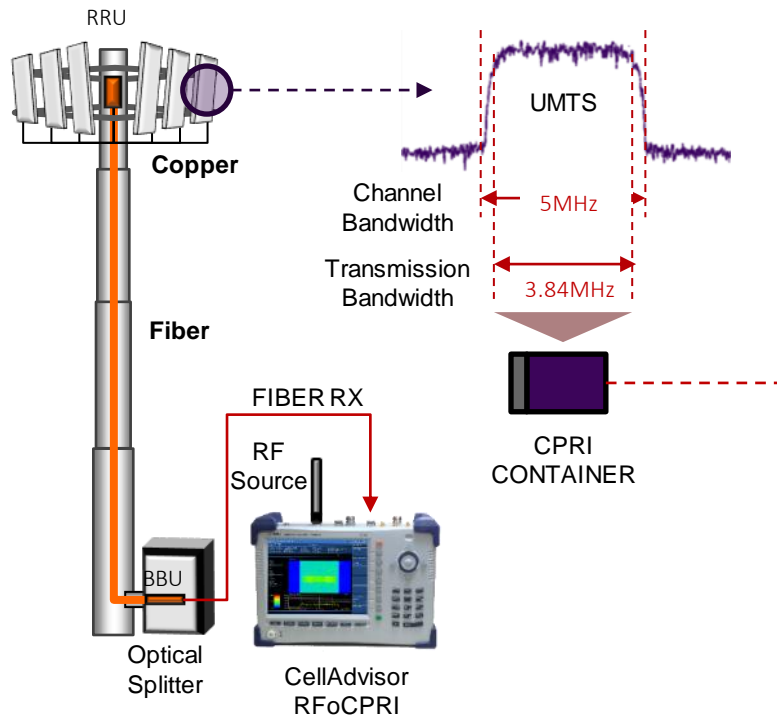 RRU
Copper
UMTS
Channel
Bandwidth
5MHz
Transmission
Bandwidth
3.84MHz
Fiber
FIBER RX
RF
Source
CPRI
CONTAINER
BBU
Optical
Splitter
CellAdvisor
RFoCPRI